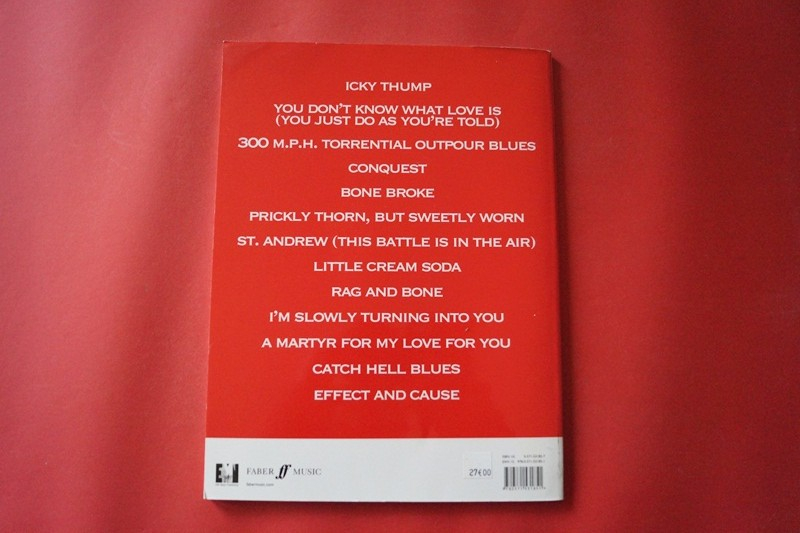 ICKY THUMP
YOU DON'T KNOW WHAT LOVE IS
(YOU JUST DO AS YOU'RE TOLD)
300 M.P.H. TORRENTIAL OUTPOUR BLUES
CONQUEST
BONE BROKE
PRICKLY THORN, BUT SWEETLY WORN
ST. ANDREW (THIS BATTLE IS IN THE AIR)
LITTLE CREAM SODA
RAG AND BONE
I'M SLOWLY TURNING INTO YOU
A MARTYR FOR MY LOVE FOR YOU
CATCH HELL BLUES
EFFECT AND CAUSE
FABER ff MUSIC
fabermusic.com
27€00